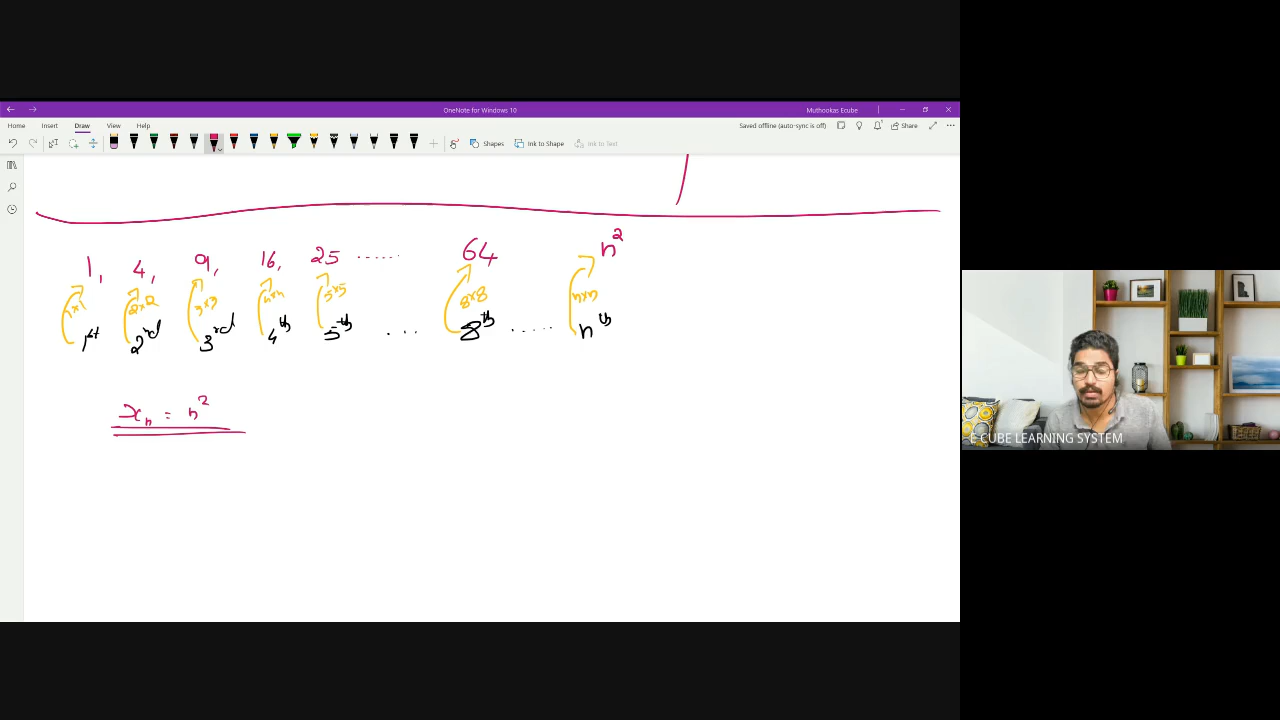 OneNote for Windows 10
Muthookas Ecube
Home Insert Draw View Help
Saved offline (auto-sync is off) Share
Shapes Ink to Shape Ink to Text
1, 4, 9, 16, 25 ...... 64 n²
1×1 2×2 3×3 4×4 5×5 8×8 n×n
1st 2nd 3rd 4th 5th ... 8th ..... nth
xₙ = n²
E CUBE LEARNING SYSTEM